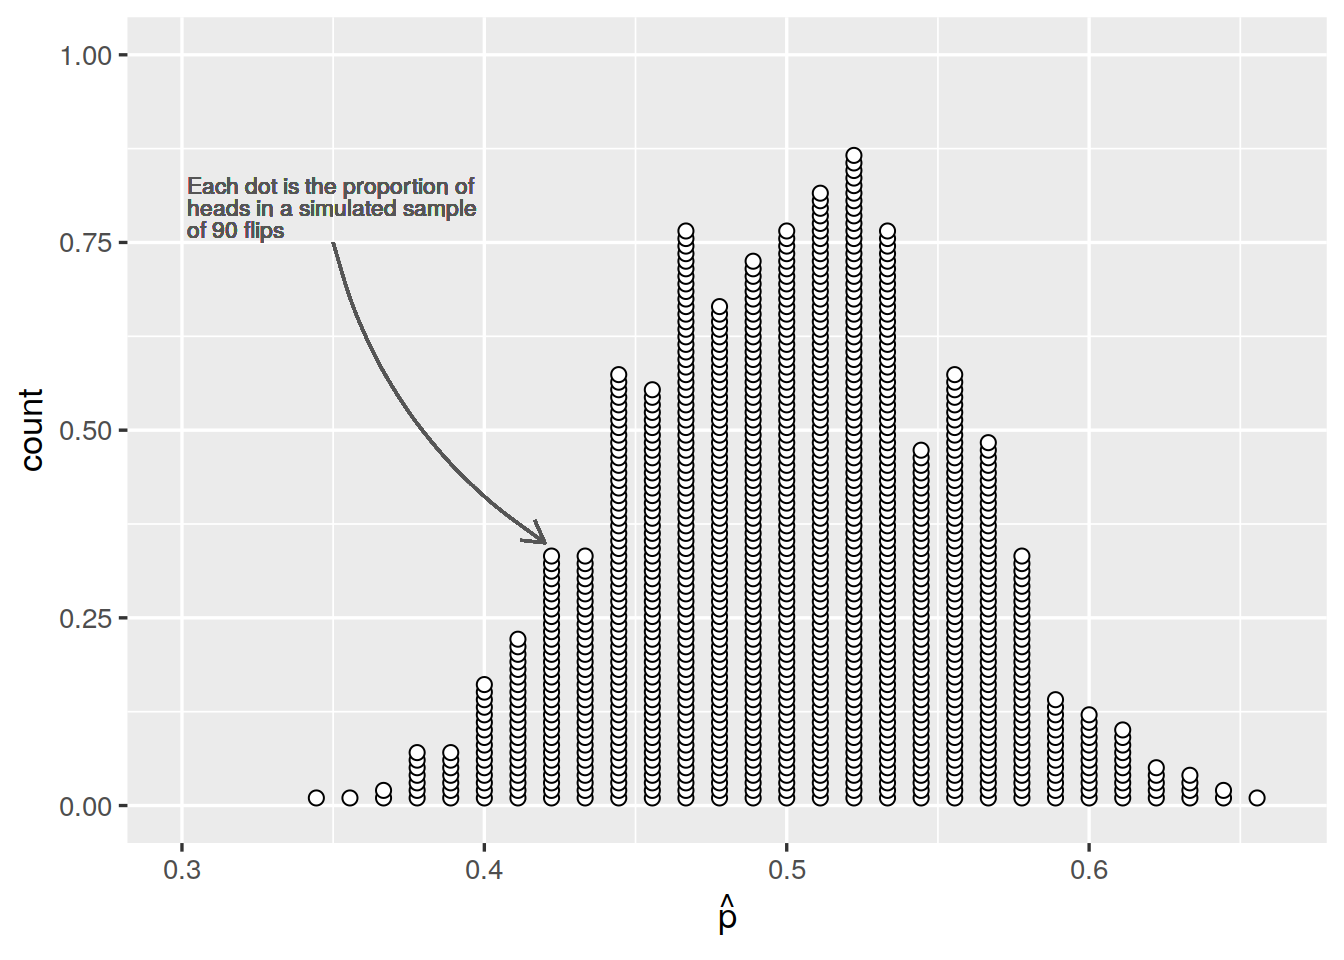 1.00
Each dot is the proportion of
heads in a simulated sample
of 90 flips
0.75
0.50
0.25
0.00
count
0.3 0.4 0.5 0.6
p̂